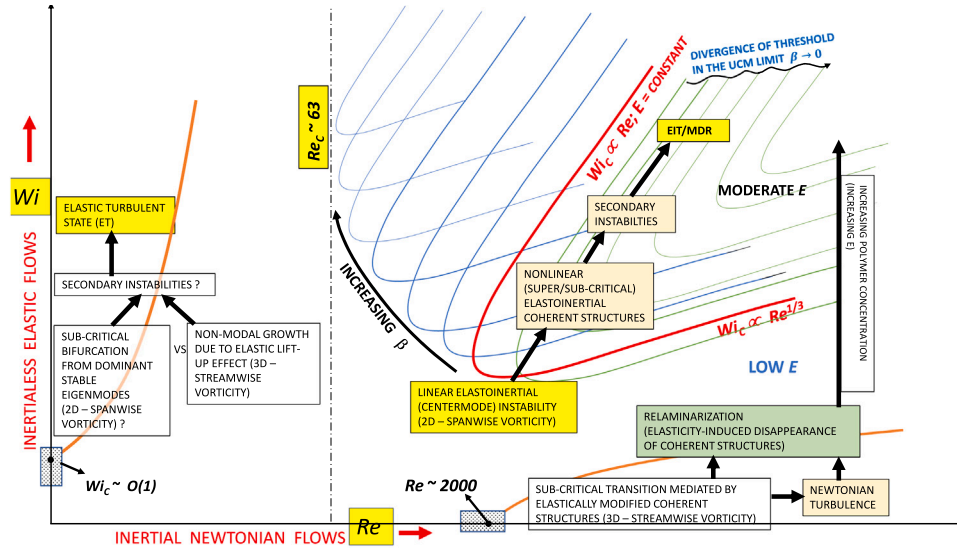 DIVERGENCE OF THRESHOLD
IN THE UCM LIMIT β → 0
Wi
INERTIALESS ELASTIC FLOWS
ELASTIC TURBULENT
STATE (ET)
SECONDARY INSTABILITIES ?
SUB-CRITICAL
BIFURCATION
FROM DOMINANT
STABLE
EIGENMODES
(2D – SPANWISE
VORTICITY) ?
VS
NON-MODAL GROWTH
DUE TO ELASTIC LIFT-
UP EFFECT (3D –
STREAMWISE
VORTICITY)
Wi_C ~ O(1)
Re_C ~ 63
INCREASING β
Wi_C ∝ Re; E = CONSTANT
EIT/MDR
MODERATE E
SECONDARY
INSTABILTIES
NONLINEAR
(SUPER/SUB-CRITICAL)
ELASTOINERTIAL
COHERENT STRUCTURES
Wi_C ∝ Re^{1/3}
LOW E
LINEAR ELASTOINERTIAL
(CENTERMODE) INSTABILITY
(2D – SPANWISE VORTICITY)
INCREASING POLYMER CONCENTRATION
(INCREASING E)
RELAMINARIZATION
(ELASTICITY-INDUCED DISAPPEARANCE
OF COHERENT STRUCTURES)
Re ~ 2000
SUB-CRITICAL TRANSITION MEDIATED BY
ELASTICALLY MODIFIED COHERENT
STRUCTURES (3D – STREAMWISE VORTICITY)
NEWTONIAN
TURBULENCE
INERTIAL NEWTONIAN FLOWS
Re